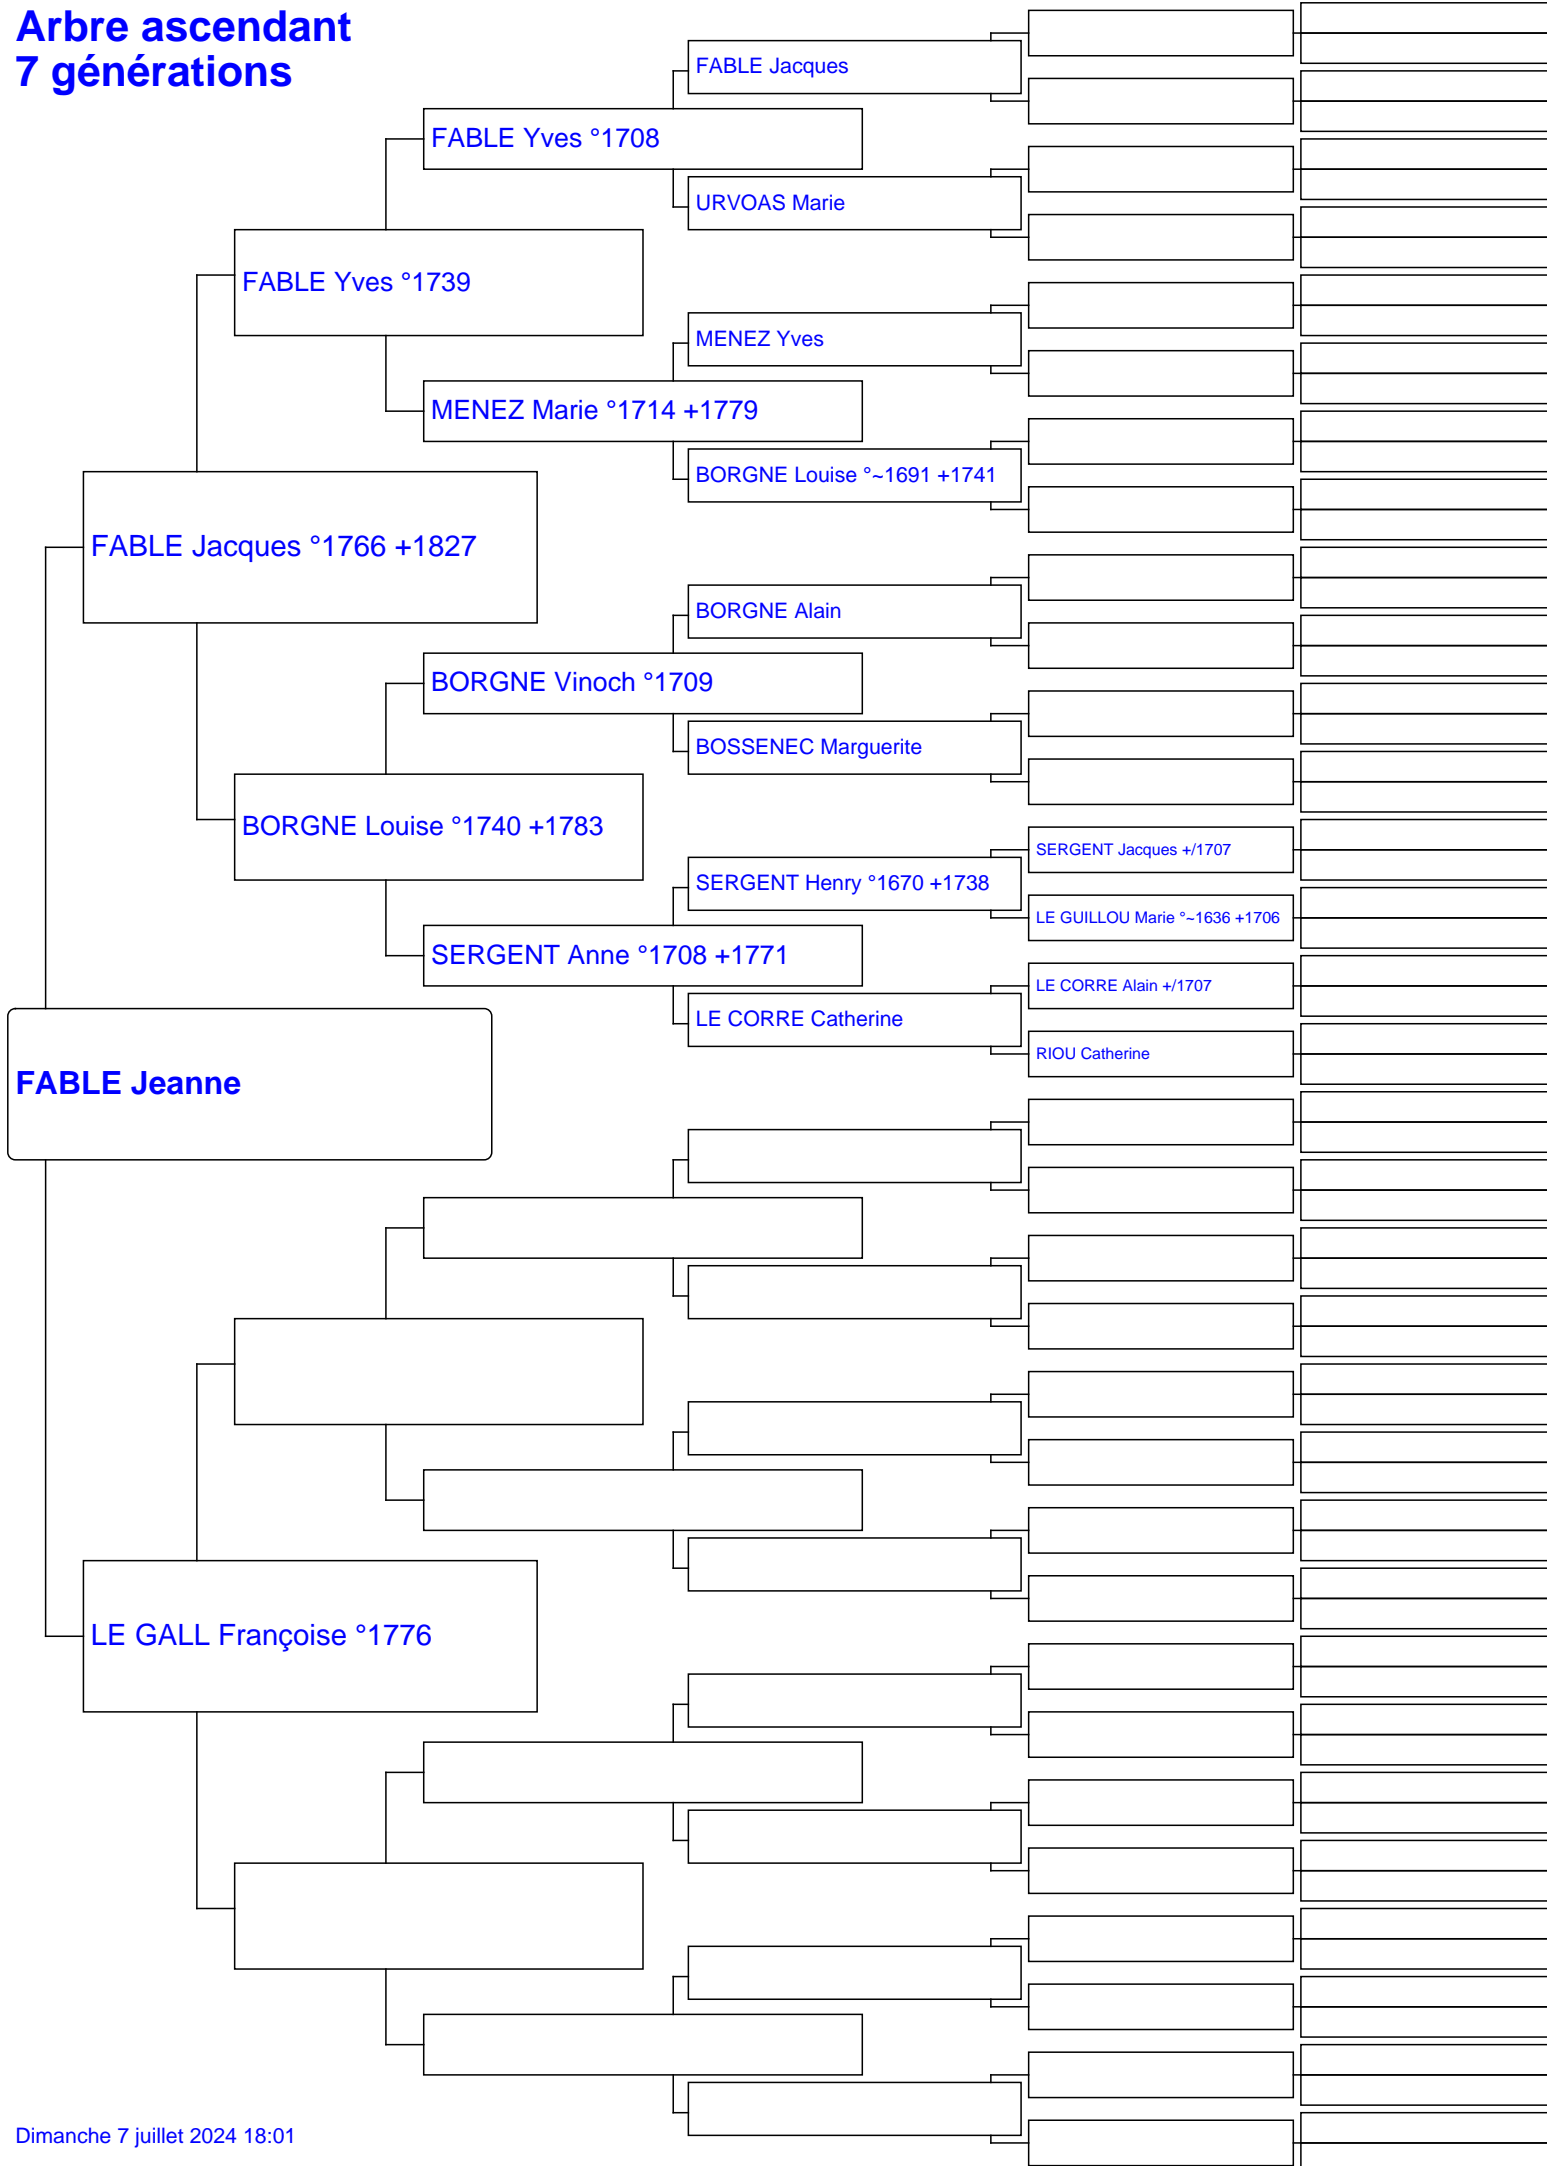 Arbre ascendant
7 générations
FABLE Jacques
FABLE Yves °1708
URVOAS Marie
FABLE Yves °1739
MENEZ Yves
MENEZ Marie °1714 +1779
BORGNE Louise °~1691 +1741
FABLE Jacques °1766 +1827
BORGNE Alain
BORGNE Vinoch °1709
BOSSENEC Marguerite
BORGNE Louise °1740 +1783
SERGENT Jacques +/1707
SERGENT Henry °1670 +1738
LE GUILLOU Marie °~1636 +1706
SERGENT Anne °1708 +1771
LE CORRE Alain +/1707
LE CORRE Catherine
RIOU Catherine
FABLE Jeanne
LE GALL Françoise °1776
Dimanche 7 juillet 2024 18:01